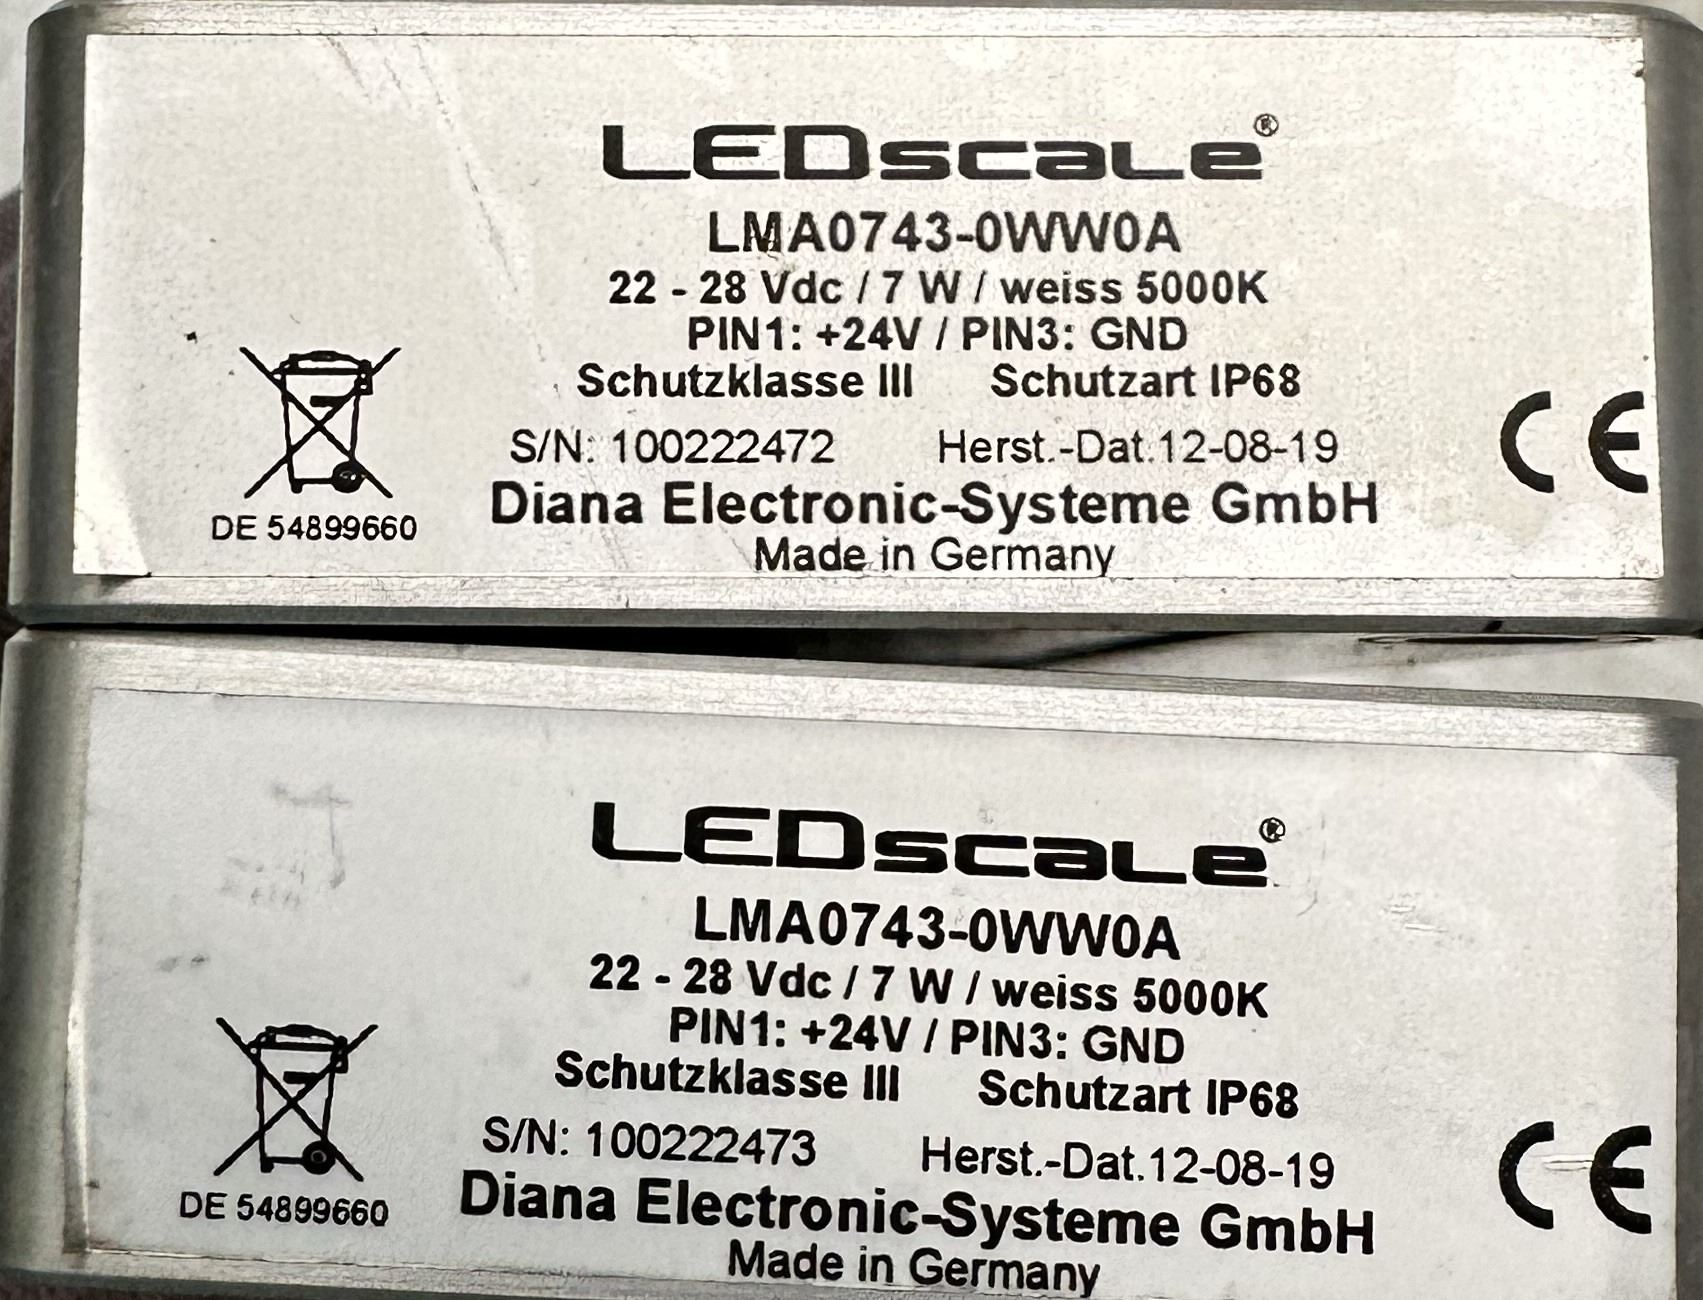 LEDscale®
LMA0743-0WW0A
22 - 28 Vdc / 7 W / weiss 5000K
PIN1: +24V / PIN3: GND
Schutzklasse III Schutzart IP68
S/N: 100222472 Herst.-Dat.12-08-19
Diana Electronic-Systeme GmbH
Made in Germany
DE 54899660
CE
LEDscale®
LMA0743-0WW0A
22 - 28 Vdc / 7 W / weiss 5000K
PIN1: +24V / PIN3: GND
Schutzklasse III Schutzart IP68
S/N: 100222473 Herst.-Dat.12-08-19
Diana Electronic-Systeme GmbH
Made in Germany
DE 54899660
CE